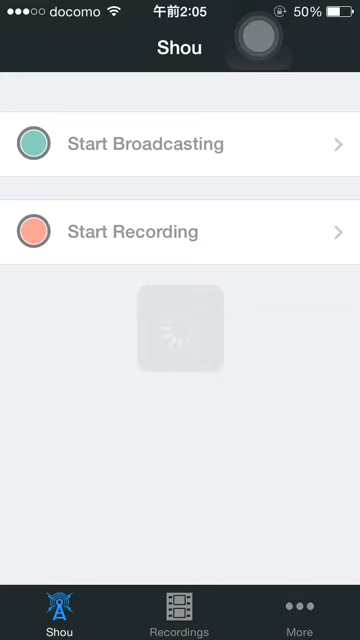 docomo 午前2:05 50%
Shou
Start Broadcasting
Start Recording
Shou Recordings More